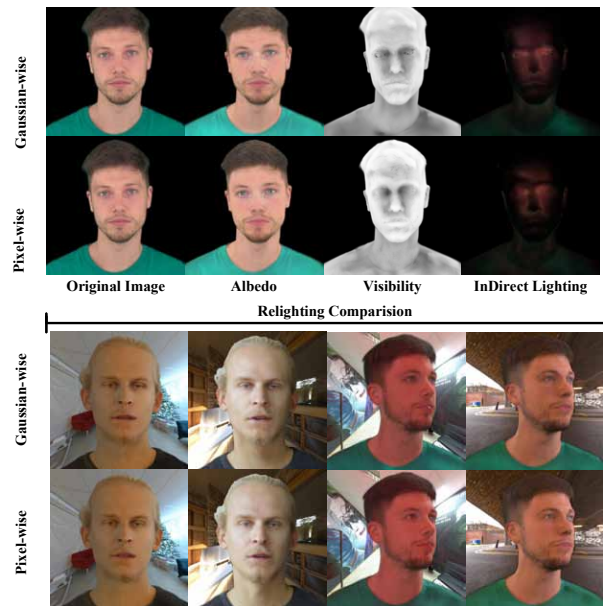 Gaussian-wise
Pixel-wise
Original Image Albedo Visibility InDirect Lighting
Relighting Comparision
Gaussian-wise
Pixel-wise